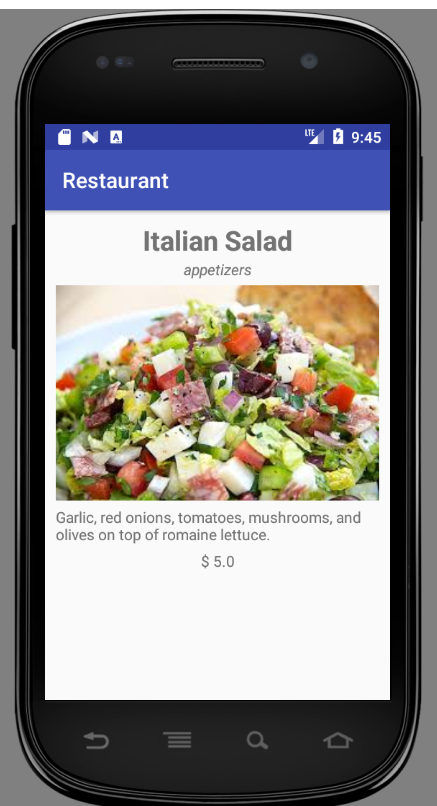 LTE 9:45
Restaurant
Italian Salad
appetizers
Garlic, red onions, tomatoes, mushrooms, and
olives on top of romaine lettuce.
$ 5.0